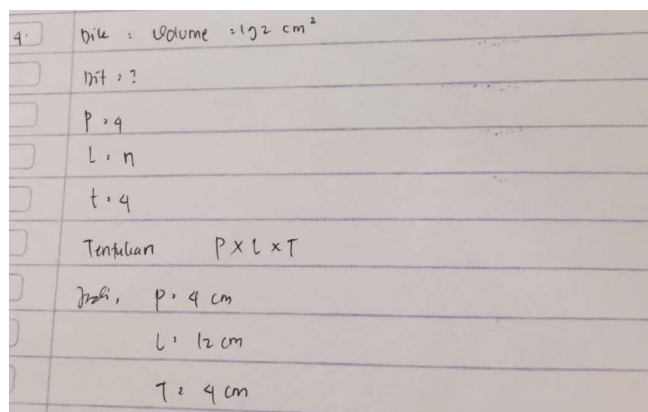 4. Dik : Volume : 192 cm²
Dit : ?
P = 4
L = n
t = 4
Tentukan P x L x T
Jadi, P = 4 cm
L = 12 cm
T = 4 cm